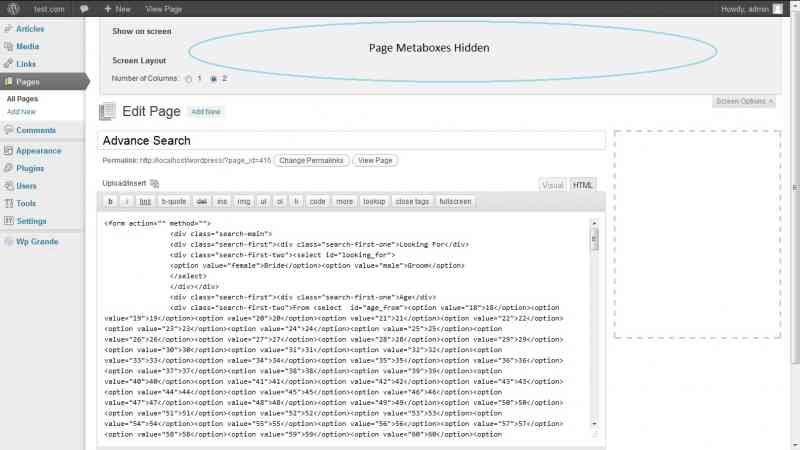 test.com + New View Page Howdy, admin
Articles
Media
Links
Pages
All Pages
Add New
Comments
Appearance
Plugins
Users
Tools
Settings
Wp Grande
Show on screen
Page Metaboxes Hidden
Screen Layout
Number of Columns: 1 2
Screen Options
Edit Page Add New
Advance Search
Permalink: http://localhost/wordpress/?page_id=415 Change Permalinks View Page
Upload/Insert
Visual HTML
b i link b-quote del ins img ul ol li code more lookup close tags fullscreen
<form action="" method="">
<div class="search-main">
<div class="search-first"><div class="search-first-one">Looking For</div>
<div class="search-first-two"><select id="looking_for">
<option value="female">Bride</option><option value="male">Groom</option>
</select>
</div></div>
<div class="search-first"><div class="search-first-one">Age</div>
<div class="search-first-two">From <select id="age_from"><option value="18">18</option><option
value="19">19</option><option value="20">20</option><option value="21">21</option><option value="22">22</option>
<option value="23">23</option><option value="24">24</option><option value="25">25</option><option
value="26">26</option><option value="27">27</option><option value="28">28</option><option value="29">29</option>
<option value="30">30</option><option value="31">31</option><option value="32">32</option><option
value="33">33</option><option value="34">34</option><option value="35">35</option><option value="36">36</option>
<option value="37">37</option><option value="38">38</option><option value="39">39</option><option
value="40">40</option><option value="41">41</option><option value="42">42</option><option value="43">43</option>
<option value="44">44</option><option value="45">45</option><option value="46">46</option><option
value="47">47</option><option value="48">48</option><option value="49">49</option><option value="50">50</option>
<option value="51">51</option><option value="52">52</option><option value="53">53</option><option
value="54">54</option><option value="55">55</option><option value="56">56</option><option value="57">57</option>
<option value="58">58</option><option value="59">59</option><option value="60">60</option><option